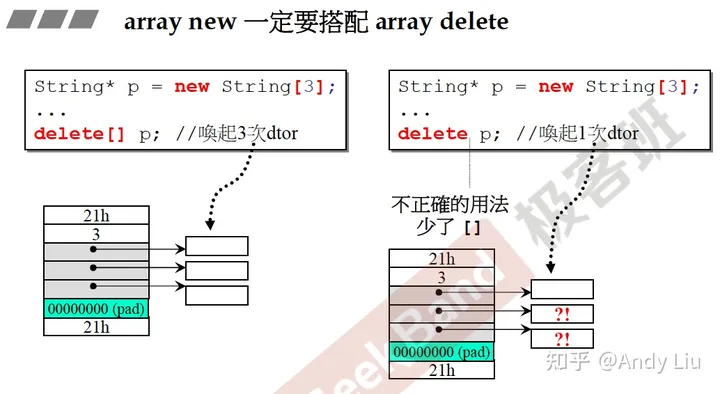 array new 一定要搭配 array delete
String* p = new String[3];
...
delete[] p; //喚起3次dtor
21h
3
00000000 (pad)
21h
String* p = new String[3];
...
delete p; //喚起1次dtor
不正確的用法
少了 []
21h
3
00000000 (pad)
21h
?!
?!
GeekBand 极客班
知乎 @Andy Liu